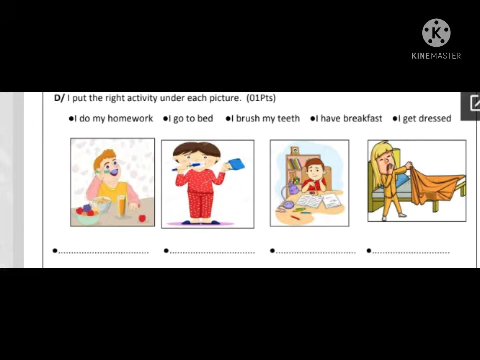 KINEMASTER
D/ I put the right activity under each picture. (01Pts)
●I do my homework ●I go to bed ●I brush my teeth ●I have breakfast ●I get dressed
●................................ ●................................ ●................................ ●................................